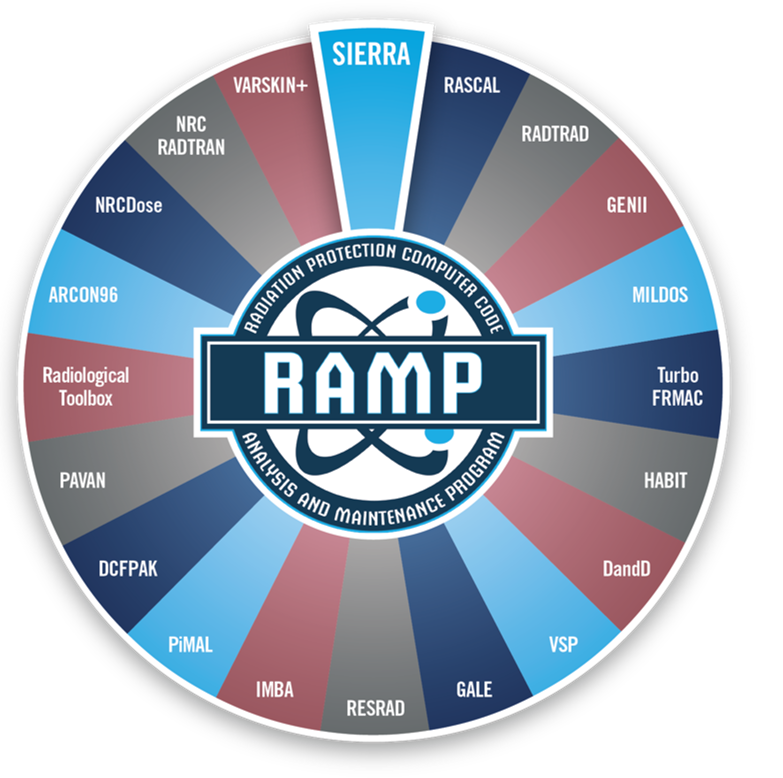 SIERRA
RASCAL
RADTRAD
GENII
MILDOS
Turbo
FRMAC
HABIT
DandD
VSP
GALE
RESRAD
IMBA
PiMAL
DCFPAK
PAVAN
Radiological
Toolbox
ARCON96
NRCDose
NRC
RADTRAN
VARSKIN+
RADIATION PROTECTION COMPUTER CODE
RAMP
ANALYSIS AND MAINTENANCE PROGRAM